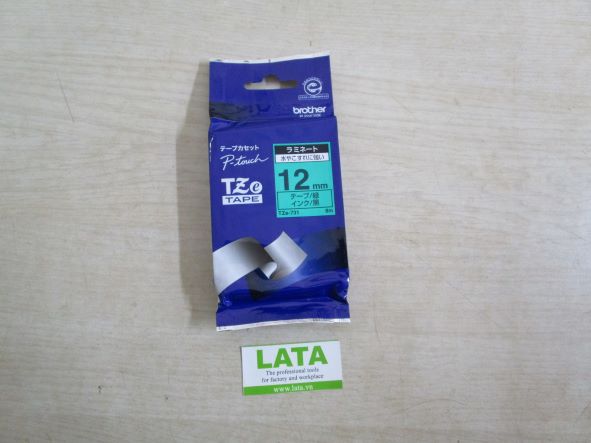 brother
テープカセット
P-touch
TZe
TAPE
ラミネート
水やこすれに強い
12mm
テープ/緑
インク/黒
TZe-731
8m
LATA
The professional tools
for factory and workplace
www.lata.vn